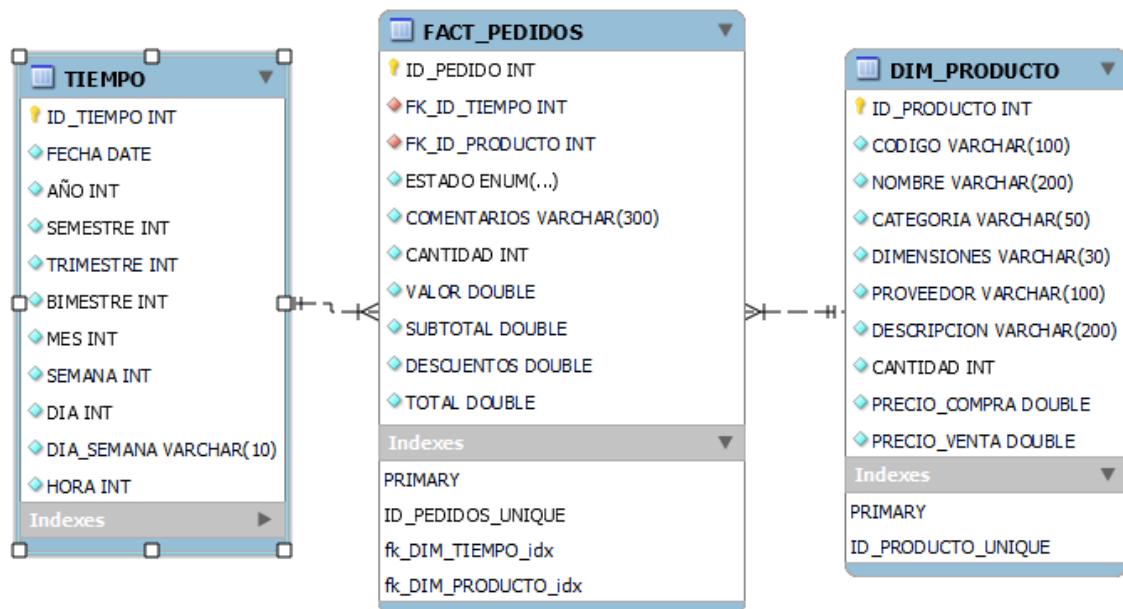 TIEMPO
ID_TIEMPO INT
FECHA DATE
AÑO INT
SEMESTRE INT
TRIMESTRE INT
BIMESTRE INT
MES INT
SEMANA INT
DIA INT
DIA_SEMANA VARCHAR(10)
HORA INT
Indexes
FACT_PEDIDOS
ID_PEDIDO INT
FK_ID_TIEMPO INT
FK_ID_PRODUCTO INT
ESTADO ENUM(...)
COMENTARIOS VARCHAR(300)
CANTIDAD INT
VALOR DOUBLE
SUBTOTAL DOUBLE
DESCUENTOS DOUBLE
TOTAL DOUBLE
Indexes
PRIMARY
ID_PEDIDOS_UNIQUE
fk_DIM_TIEMPO_idx
fk_DIM_PRODUCTO_idx
DIM_PRODUCTO
ID_PRODUCTO INT
CODIGO VARCHAR(100)
NOMBRE VARCHAR(200)
CATEGORIA VARCHAR(50)
DIMENSIONES VARCHAR(30)
PROVEEDOR VARCHAR(100)
DESCRIPCION VARCHAR(200)
CANTIDAD INT
PRECIO_COMPRA DOUBLE
PRECIO_VENTA DOUBLE
Indexes
PRIMARY
ID_PRODUCTO_UNIQUE